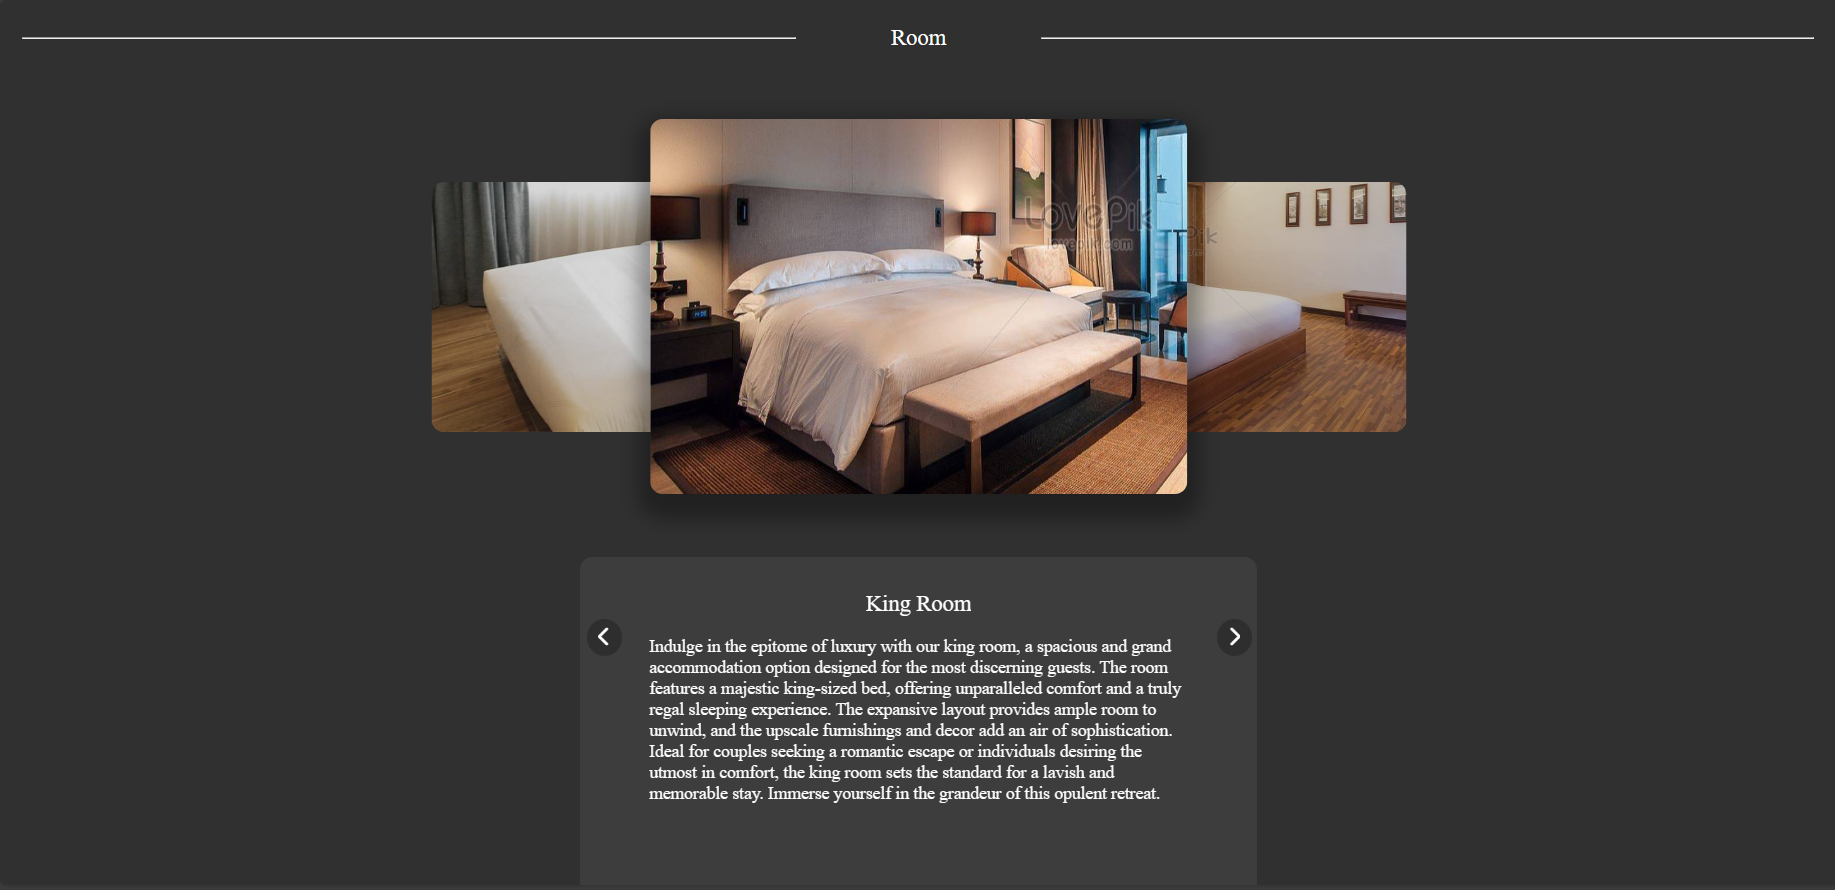 Room
LovePik
lovepik.com
King Room
Indulge in the epitome of luxury with our king room, a spacious and grand
accommodation option designed for the most discerning guests. The room
features a majestic king-sized bed, offering unparalleled comfort and a truly
regal sleeping experience. The expansive layout provides ample room to
unwind, and the upscale furnishings and decor add an air of sophistication.
Ideal for couples seeking a romantic escape or individuals desiring the
utmost in comfort, the king room sets the standard for a lavish and
memorable stay. Immerse yourself in the grandeur of this opulent retreat.